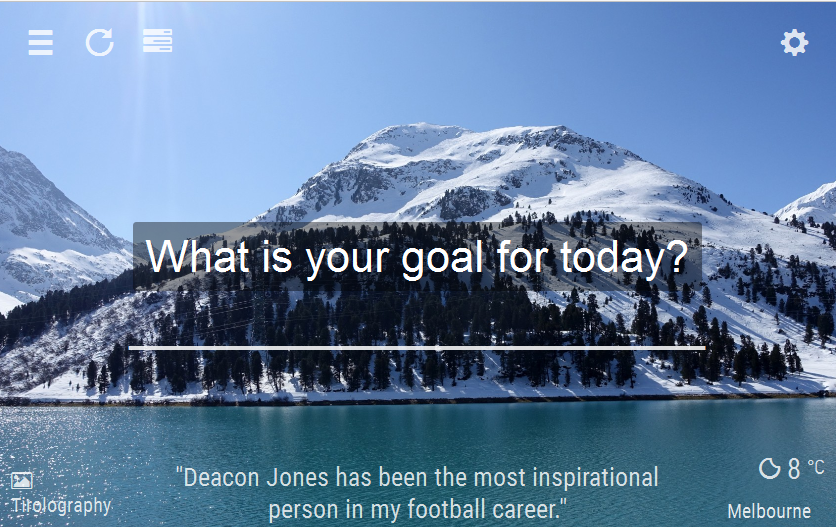 What is your goal for today?
"Deacon Jones has been the most inspirational
person in my football career."
Tirolography
8 °C
Melbourne